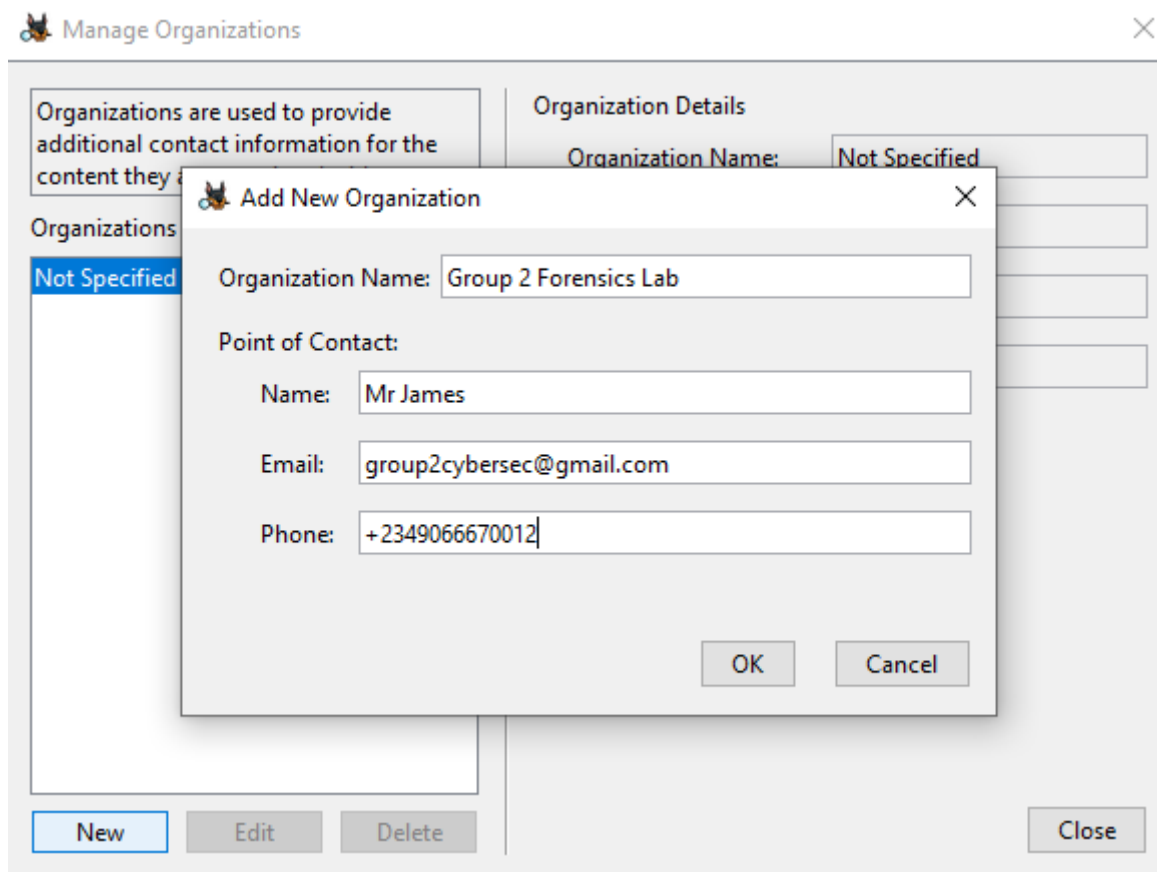 Manage Organizations
Organizations are used to provide
additional contact information for the
content they
Organizations
Not Specified
New
Edit
Delete
Organization Details
Organization Name:
Not Specified
Close
Add New Organization
Organization Name:
Group 2 Forensics Lab
Point of Contact:
Name:
Mr James
Email:
group2cybersec@gmail.com
Phone:
+2349066670012
OK
Cancel